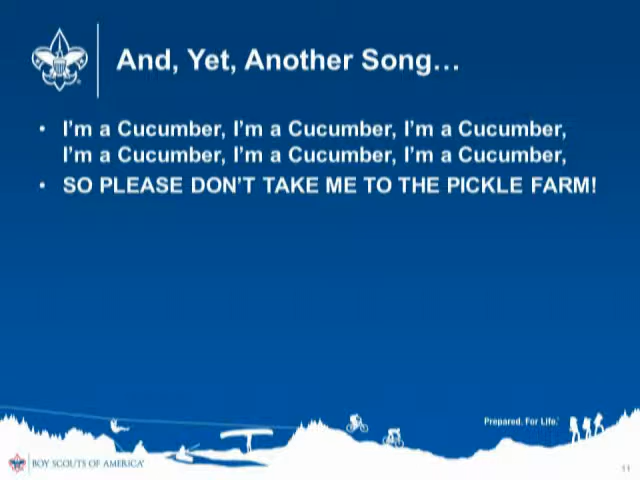 And, Yet, Another Song…
• I'm a Cucumber, I'm a Cucumber, I'm a Cucumber,
I'm a Cucumber, I'm a Cucumber, I'm a Cucumber,
• SO PLEASE DON'T TAKE ME TO THE PICKLE FARM!
Prepared. For Life.
BOY SCOUTS OF AMERICA
11